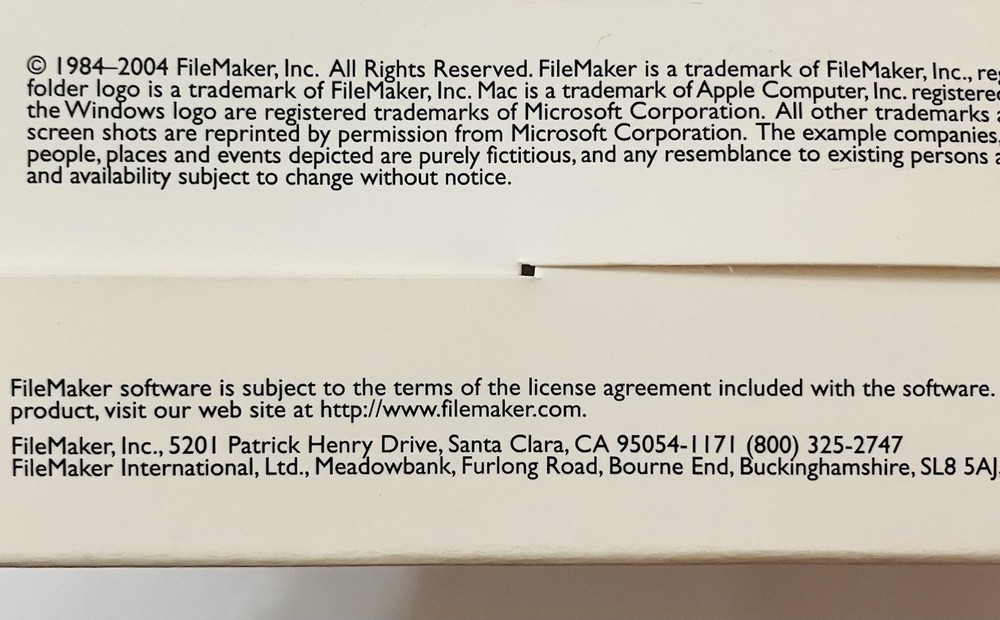 © 1984–2004 FileMaker, Inc. All Rights Reserved. FileMaker is a trademark of FileMaker, Inc.,
folder logo is a trademark of FileMaker, Inc. Mac is a trademark of Apple Computer, Inc. registered
the Windows logo are registered trademarks of Microsoft Corporation. All other trademarks
screen shots are reprinted by permission from Microsoft Corporation. The example companies,
people, places and events depicted are purely fictitious, and any resemblance to existing persons
and availability subject to change without notice.
FileMaker software is subject to the terms of the license agreement included with the software.
product, visit our web site at http://www.filemaker.com.
FileMaker, Inc., 5201 Patrick Henry Drive, Santa Clara, CA 95054-1171 (800) 325-2747
FileMaker International, Ltd., Meadowbank, Furlong Road, Bourne End, Buckinghamshire, SL8 5AJ